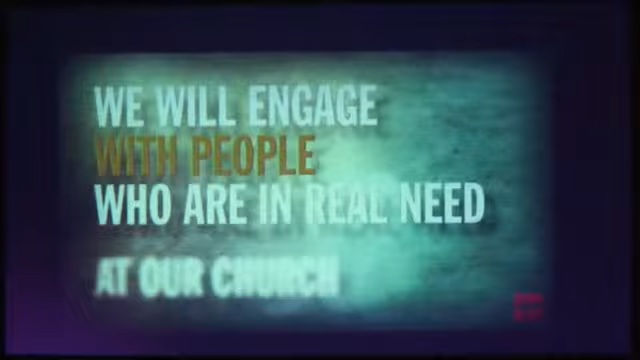 WE WILL ENGAGE
WITH PEOPLE
WHO ARE IN REAL NEED
AT OUR CHURCH